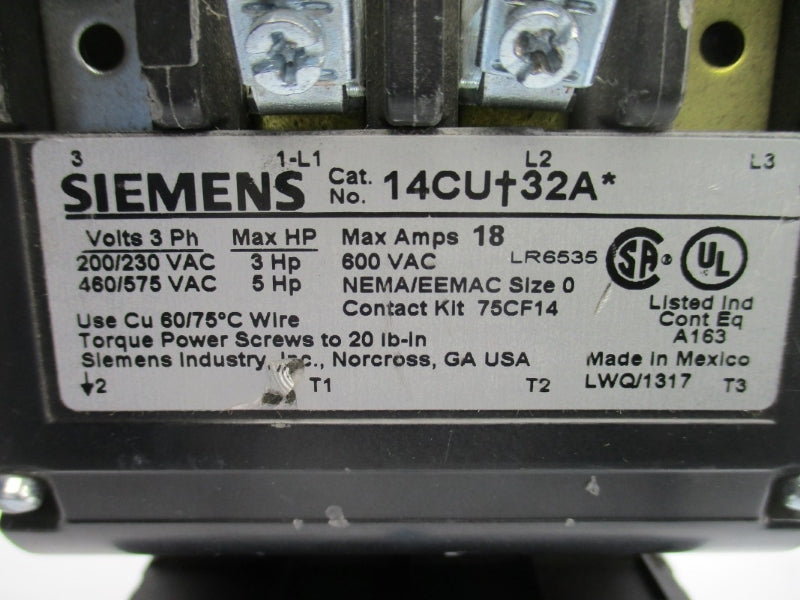 3 1-L1 L2 L3
SIEMENS Cat. No. 14CU†32A*
Volts 3 Ph Max HP Max Amps 18
200/230 VAC 3 Hp 600 VAC LR6535 SA ® UL
460/575 VAC 5 Hp NEMA/EEMAC Size 0
Contact Kit 75CF14 Listed Ind
Use Cu 60/75°C Wire Cont Eq
Torque Power Screws to 20 lb-in A163
Siemens Industry, Inc., Norcross, GA USA Made in Mexico
↓2 T1 T2 LWQ/1317 T3